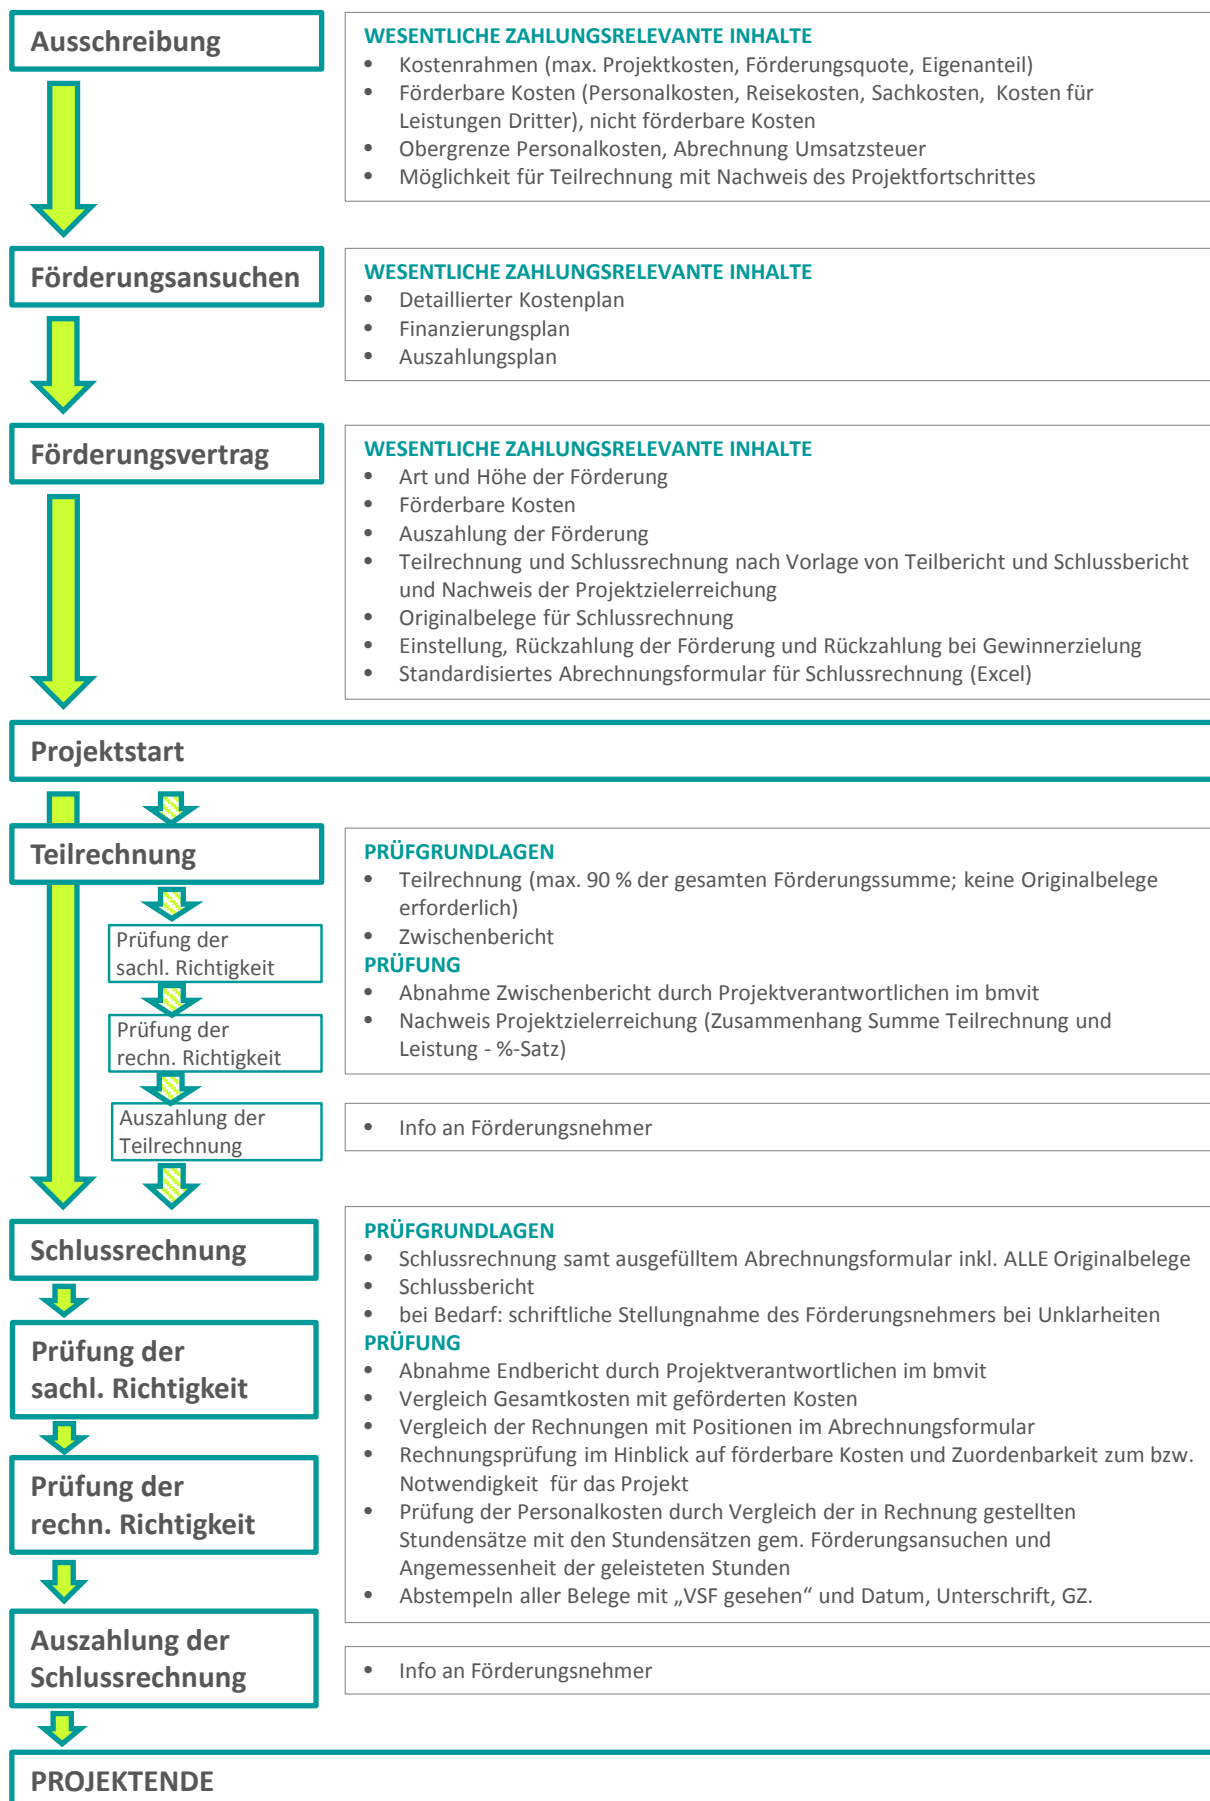 Ausschreibung
WESENTLICHE ZAHLUNGSRELEVANTE INHALTE
• Kostenrahmen (max. Projektkosten, Förderungsquote, Eigenanteil)
• Förderbare Kosten (Personalkosten, Reisekosten, Sachkosten, Kosten für
Leistungen Dritter), nicht förderbare Kosten
• Obergrenze Personalkosten, Abrechnung Umsatzsteuer
• Möglichkeit für Teilrechnung mit Nachweis des Projektfortschrittes
Förderungsansuchen
WESENTLICHE ZAHLUNGSRELEVANTE INHALTE
• Detaillierter Kostenplan
• Finanzierungsplan
• Auszahlungsplan
Förderungsvertrag
WESENTLICHE ZAHLUNGSRELEVANTE INHALTE
• Art und Höhe der Förderung
• Förderbare Kosten
• Auszahlung der Förderung
• Teilrechnung und Schlussrechnung nach Vorlage von Teilbericht und Schlussbericht
und Nachweis der Projektzielerreichung
• Originalbelege für Schlussrechnung
• Einstellung, Rückzahlung der Förderung und Rückzahlung bei Gewinnerzielung
• Standardisiertes Abrechnungsformular für Schlussrechnung (Excel)
Projektstart
Teilrechnung
Prüfung der
sachl. Richtigkeit
Prüfung der
rechn. Richtigkeit
PRÜFGRUNDLAGEN
• Teilrechnung (max. 90 % der gesamten Förderungssumme; keine Originalbelege
erforderlich)
• Zwischenbericht
PRÜFUNG
• Abnahme Zwischenbericht durch Projektverantwortlichen im bmvit
• Nachweis Projektzielerreichung (Zusammenhang Summe Teilrechnung und
Leistung - %-Satz)
Auszahlung der
Teilrechnung
• Info an Förderungsnehmer
Schlussrechnung
Prüfung der
sachl. Richtigkeit
Prüfung der
rechn. Richtigkeit
PRÜFGRUNDLAGEN
• Schlussrechnung samt ausgefülltem Abrechnungsformular inkl. ALLE Originalbelege
• Schlussbericht
• bei Bedarf: schriftliche Stellungnahme des Förderungsnehmers bei Unklarheiten
PRÜFUNG
• Abnahme Endbericht durch Projektverantwortlichen im bmvit
• Vergleich Gesamtkosten mit geförderten Kosten
• Vergleich der Rechnungen mit Positionen im Abrechnungsformular
• Rechnungsprüfung im Hinblick auf förderbare Kosten und Zuordenbarkeit zum bzw.
Notwendigkeit für das Projekt
• Prüfung der Personalkosten durch Vergleich der in Rechnung gestellten
Stundensätze mit den Stundensätzen gem. Förderungsansuchen und
Angemessenheit der geleisteten Stunden
• Abstempeln aller Belege mit „VSF gesehen“ und Datum, Unterschrift, GZ.
Auszahlung der
Schlussrechnung
• Info an Förderungsnehmer
PROJEKTENDE